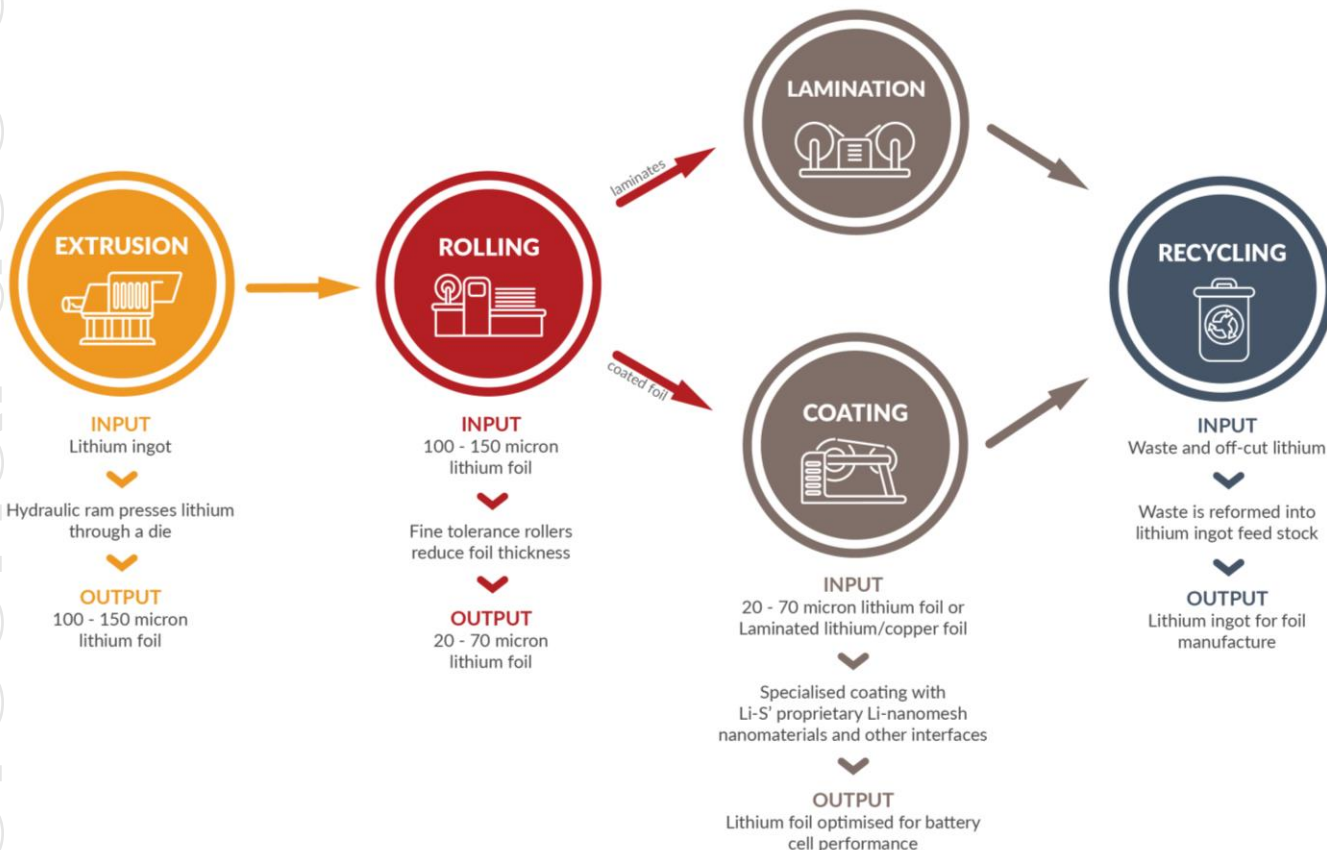 EXTRUSION
INPUT
Lithium ingot
Hydraulic ram presses lithium
through a die
OUTPUT
100 - 150 micron
lithium foil
ROLLING
INPUT
100 - 150 micron
lithium foil
Fine tolerance rollers
reduce foil thickness
OUTPUT
20 - 70 micron
lithium foil
laminates
coated foil
LAMINATION
COATING
INPUT
20 - 70 micron lithium foil or
Laminated lithium/copper foil
Specialised coating with
Li-S’ proprietary Li-nanomesh
nanomaterials and other interfaces
OUTPUT
Lithium foil optimised for battery
cell performance
RECYCLING
INPUT
Waste and off-cut lithium
Waste is reformed into
lithium ingot feed stock
OUTPUT
Lithium ingot for foil
manufacture